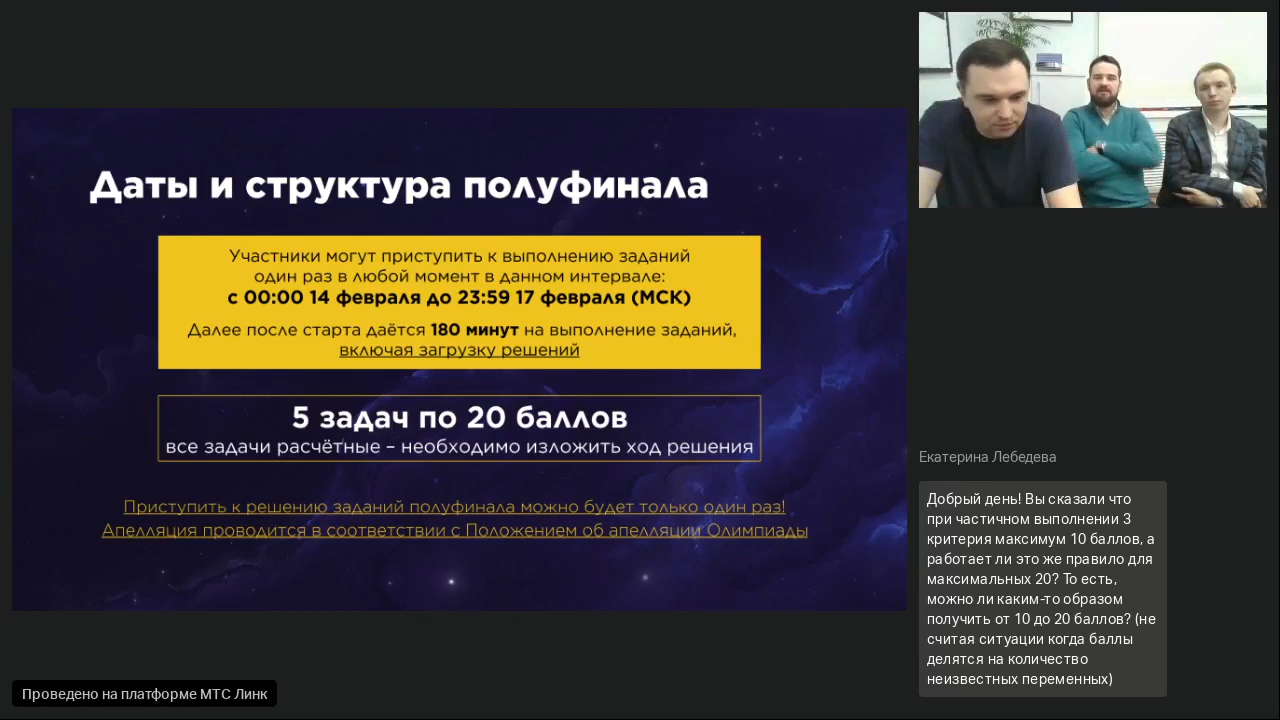 Даты и структура полуфинала
Участники могут приступить к выполнению заданий
один раз в любой момент в данном интервале:
с 00:00 14 февраля до 23:59 17 февраля (МСК)
Далее после старта даётся 180 минут на выполнение заданий,
включая загрузку решений
5 задач по 20 баллов
все задачи расчётные – необходимо изложить ход решения
Приступить к решению заданий полуфинала можно будет только один раз!
Апелляция проводится в соответствии с Положением об апелляции Олимпиады
Екатерина Лебедева
Добрый день! Вы сказали что
при частичном выполнении 3
критерия максимум 10 баллов, а
работает ли это же правило для
максимальных 20? То есть,
можно ли каким-то образом
получить от 10 до 20 баллов? (не
считая ситуации когда баллы
делятся на количество
неизвестных переменных)
Проведено на платформе МТС Линк